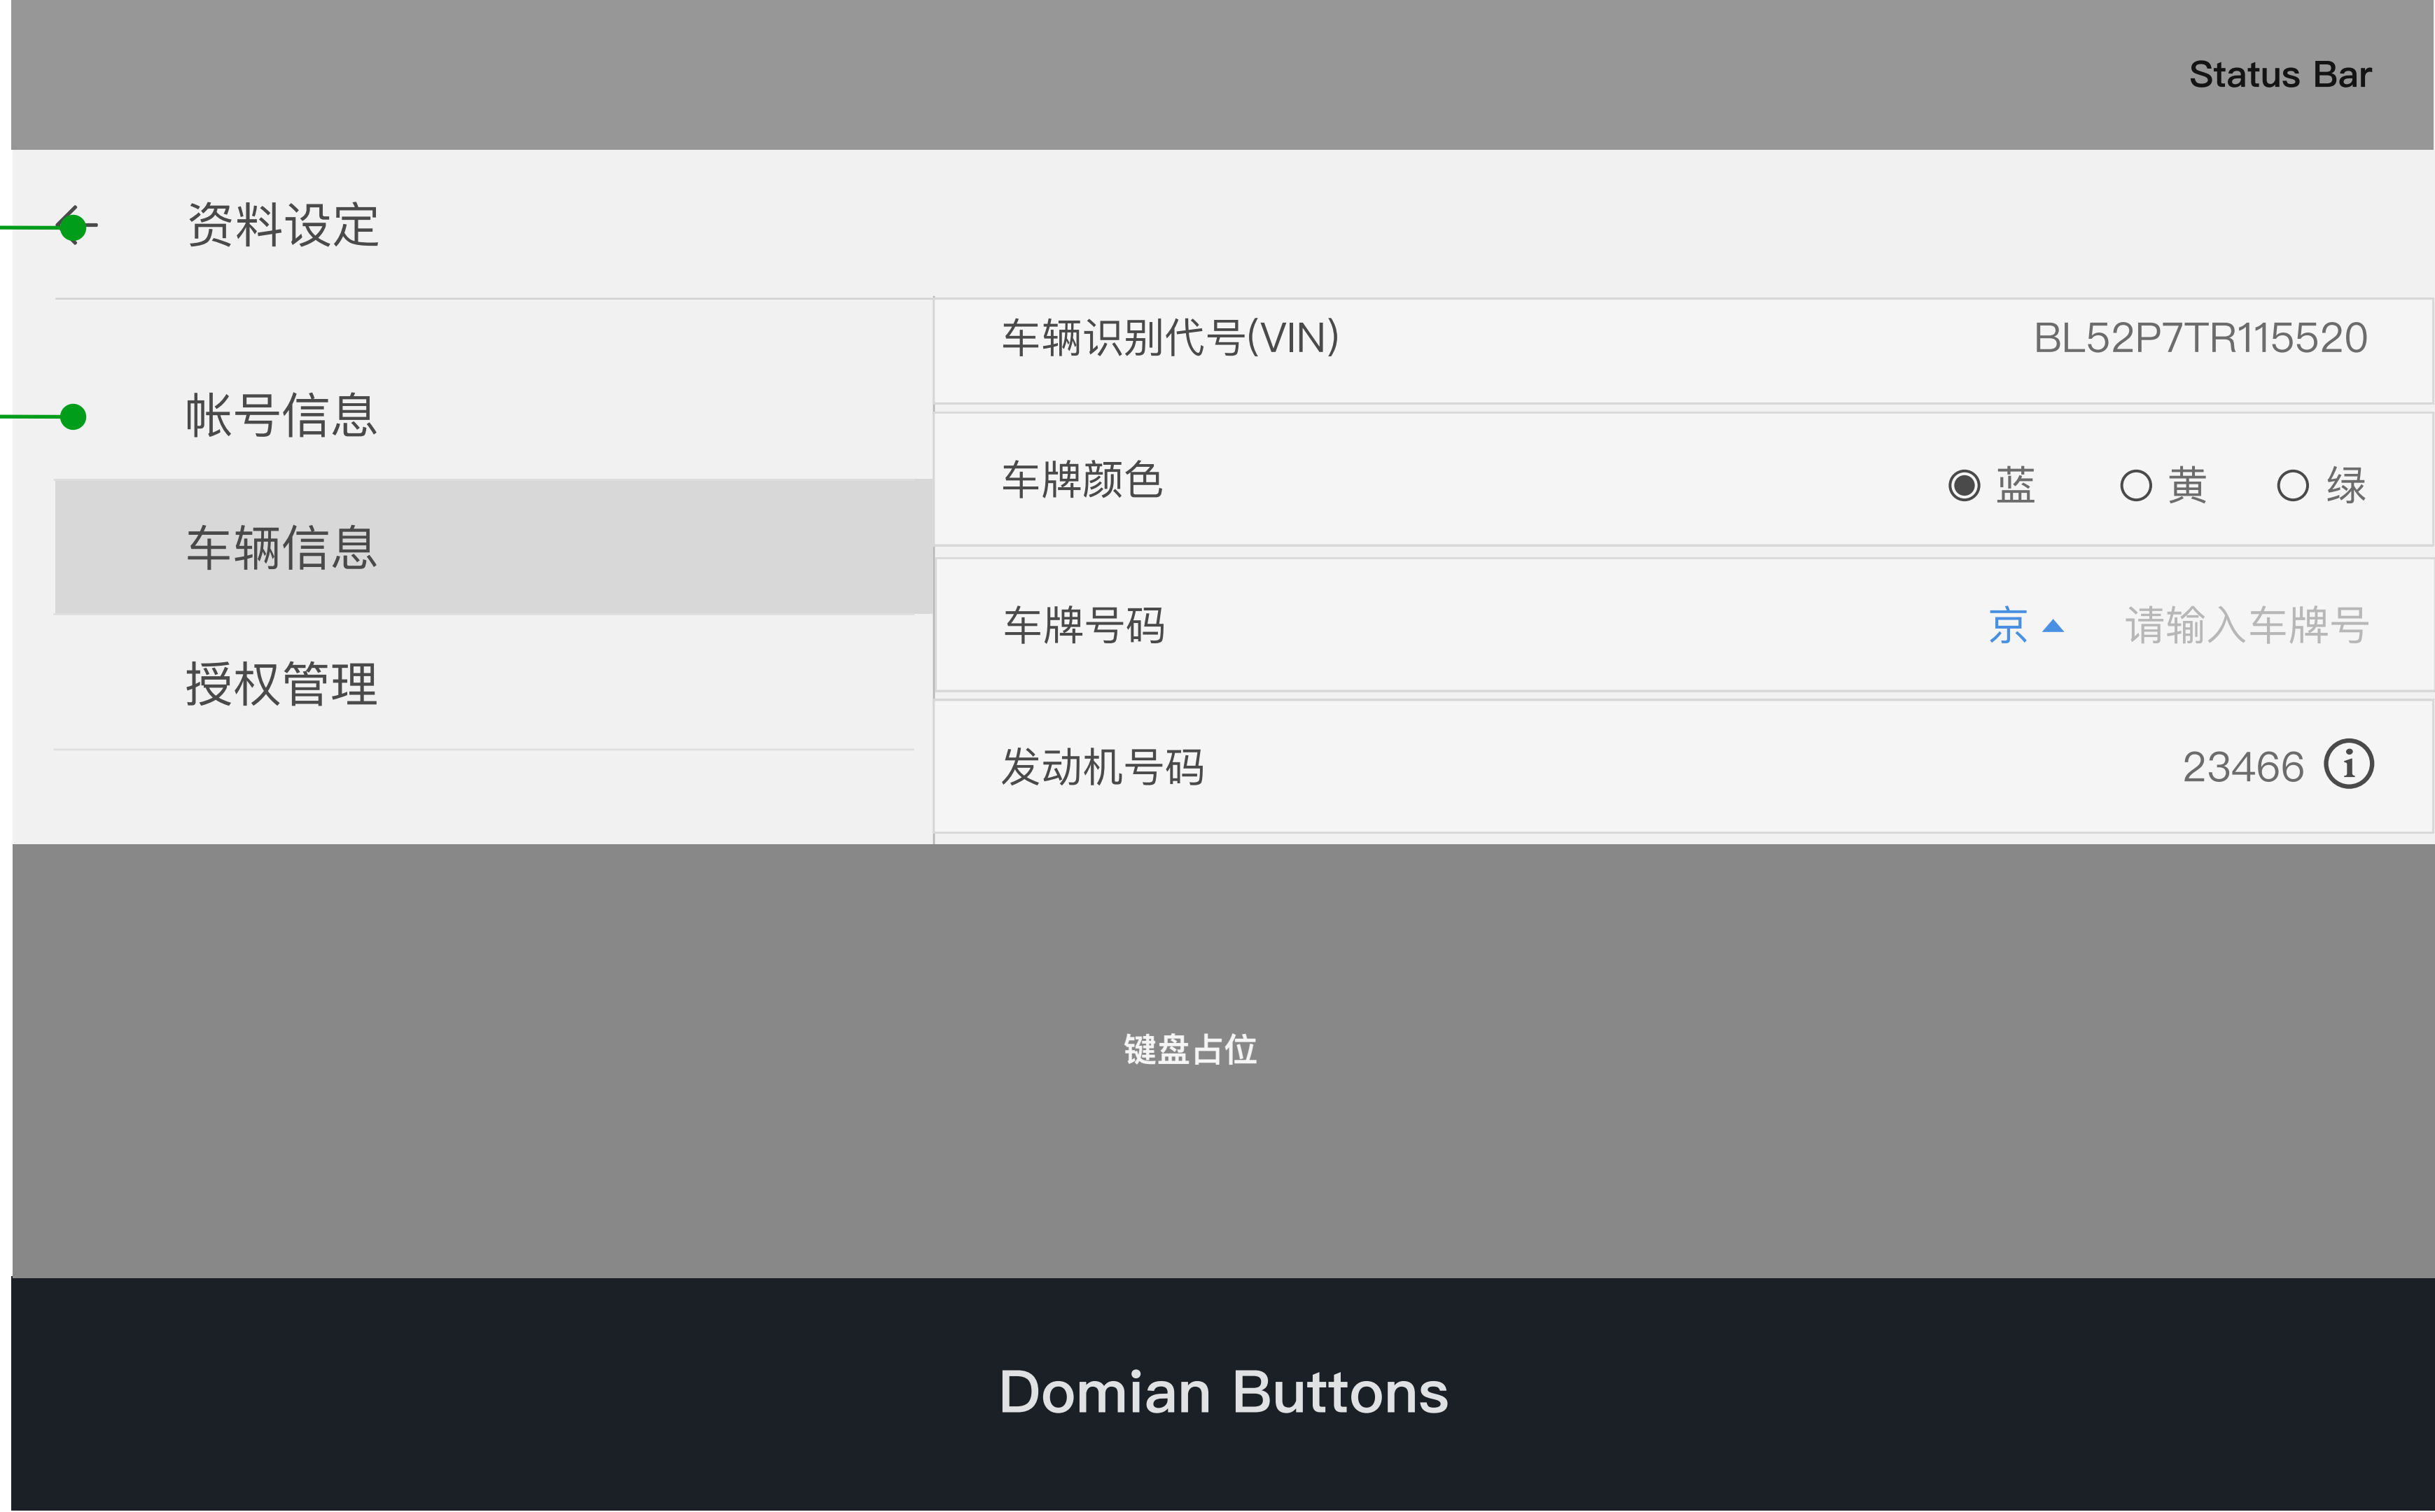 Status Bar
资料设定
帐号信息
车辆信息
授权管理
车辆识别代号(VIN) BL52P7TR115520
车牌颜色 蓝 黄 绿
车牌号码 京 请输入车牌号
发动机号码 23466
键盘占位
Domian Buttons